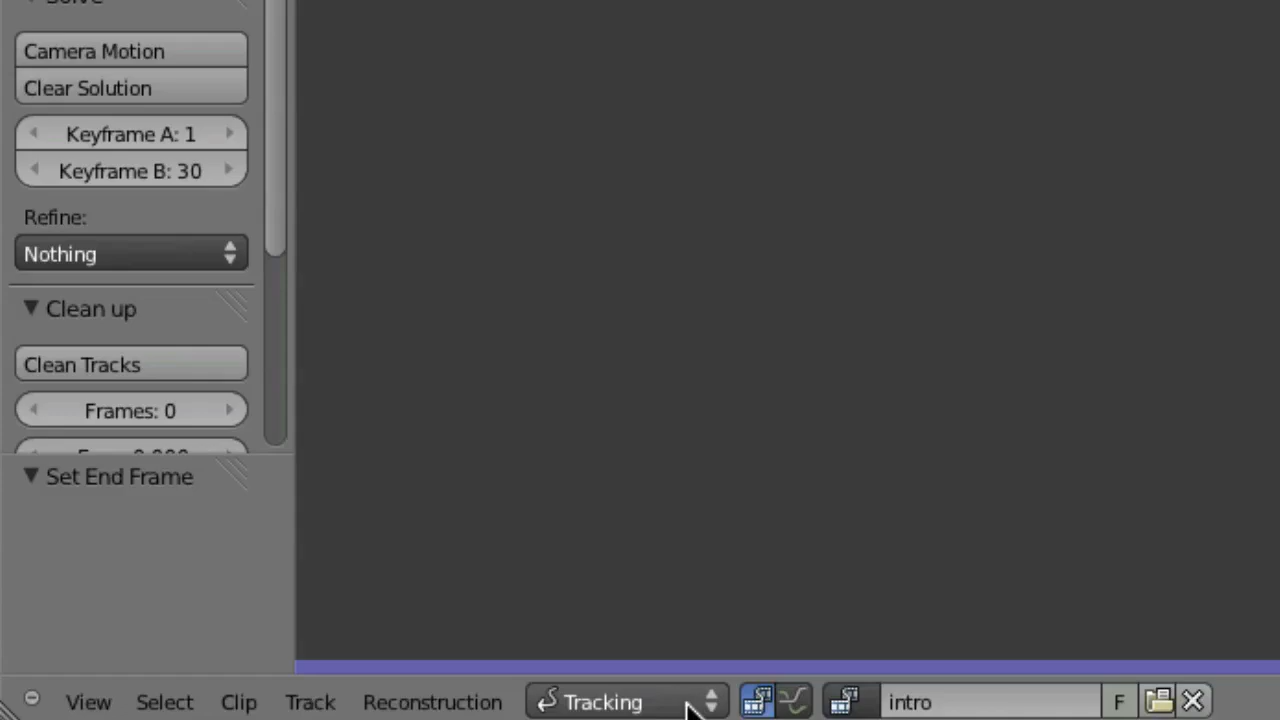 Solve
Camera Motion
Clear Solution
Keyframe A: 1
Keyframe B: 30
Refine:
Nothing
Clean up
Clean Tracks
Frames: 0
Set End Frame
View Select Clip Track Reconstruction Tracking intro F